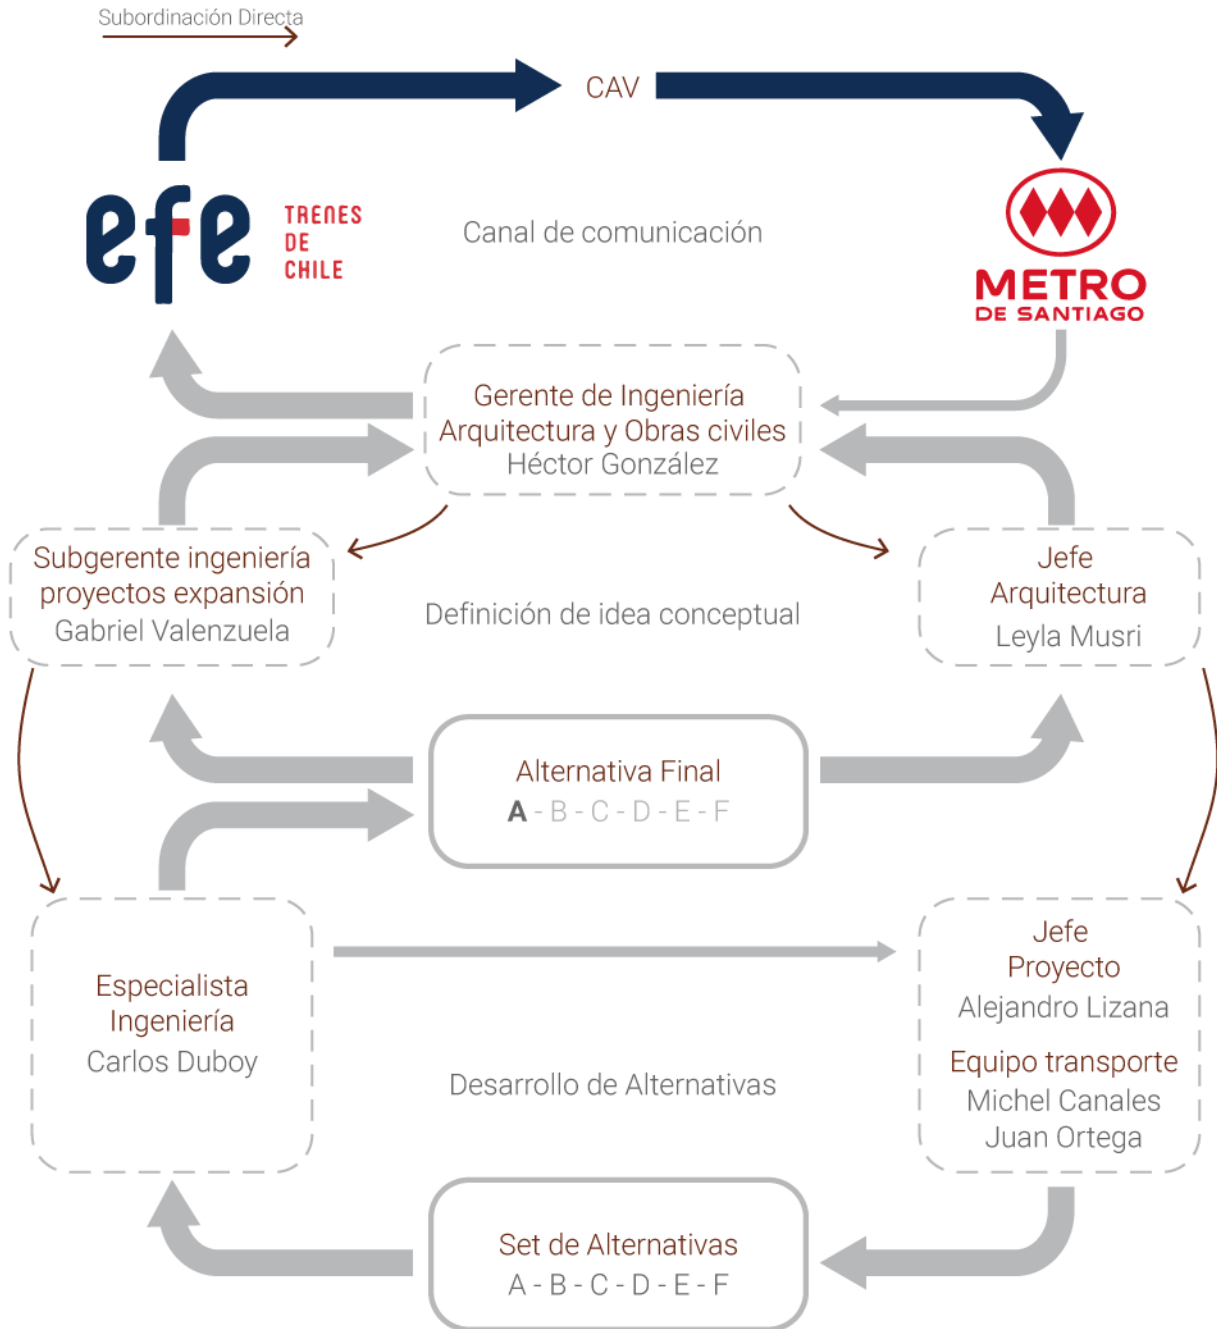 Subordinación Directa
CAV
efe
TRENES
DE
CHILE
Canal de comunicación
METRO
DE SANTIAGO
Gerente de Ingeniería
Arquitectura y Obras civiles
Héctor González
Subgerente ingeniería
proyectos expansión
Gabriel Valenzuela
Definición de idea conceptual
Jefe
Arquitectura
Leyla Musri
Alternativa Final
A - B - C - D - E - F
Especialista
Ingeniería
Carlos Duboy
Desarrollo de Alternativas
Jefe
Proyecto
Alejandro Lizana
Equipo transporte
Michel Canales
Juan Ortega
Set de Alternativas
A - B - C - D - E - F